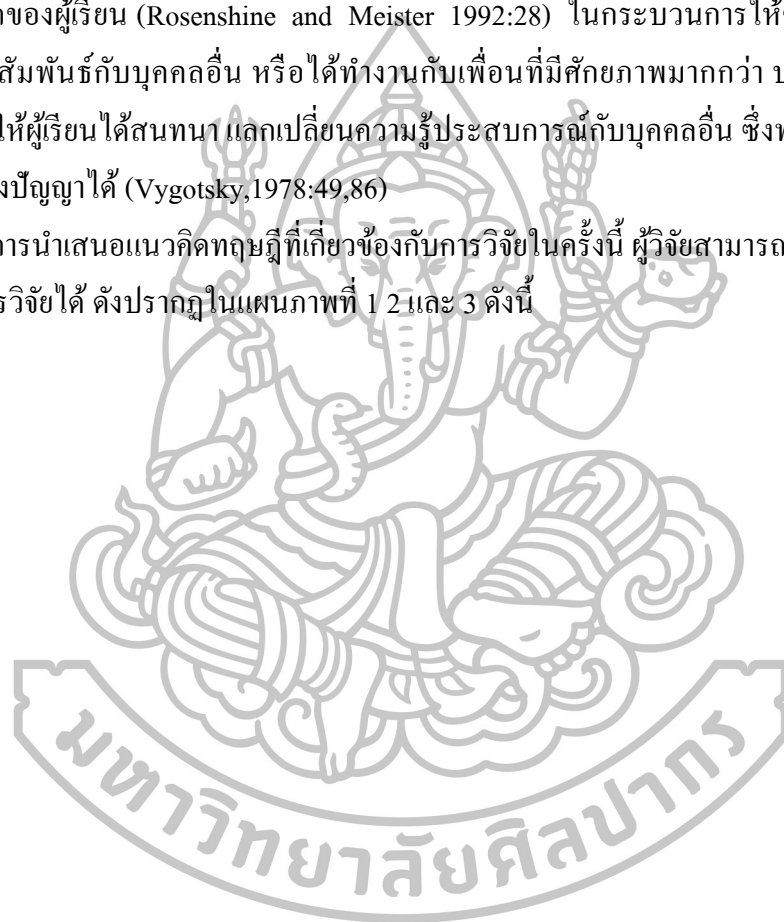 ของผู้เรียน (Rosenshine and Meister 1992:28) ในกระบวนการให้
สัมพันธ์กับบุคคลอื่น หรือได้ทำงานกับเพื่อนที่มีศักยภาพมากกว่า
ให้ผู้เรียนได้สนทนา แลกเปลี่ยนความรู้ประสบการณ์กับบุคคลอื่น ซึ่ง
ปัญญาได้ (Vygotsky,1978:49,86)
การนำเสนอแนวคิดทฤษฎีที่เกี่ยวข้องกับการวิจัยในครั้งนี้ ผู้วิจัยสามารถ
วิจัยได้ ดังปรากฏในแผนภาพที่ 1 2 และ 3 ดังนี้
มหาวิทยาลัยศิลปากร